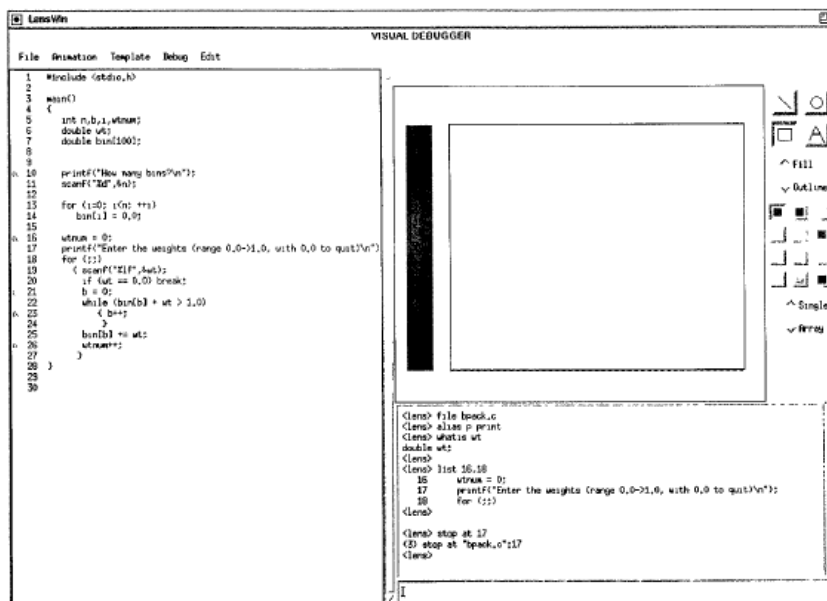 LensWin
VISUAL DEBUGGER
File Animation Template Debug Edit
1 #include <stdio.h>
2
3 main()
4 {
5 int n,b,i,wtnum;
6 double wt;
7 double bin[100];
8
9
10 printf("How many bins?\n");
11 scanf("%d",&n);
12
13 for (i=0; i<n; ++i)
14 bin[i] = 0.0;
15
16 wtnum = 0;
17 printf("Enter the weights (range 0.0->1.0, with 0.0 to quit)\n")
18 for (;;)
19 { scanf("%lf",&wt);
20 if (wt == 0.0) break;
21 b = 0;
22 while (bin[b] + wt > 1.0)
23 { b++;
24 }
25 bin[b] += wt;
26 wtnum++;
27 }
28 }
29
30
A
^ Fill
v Outline
^ Single
v Array
<lens> file bpack.c
<lens> alias p print
<lens> whatis wt
double wt;
<lens>
<lens> list 16,18
16 wtnum = 0;
17 printf("Enter the weights (range 0.0->1.0, with 0.0 to quit)\n");
18 for (;;)
<lens>
<lens> stop at 17
(3) stop at "bpack.c":17
<lens>